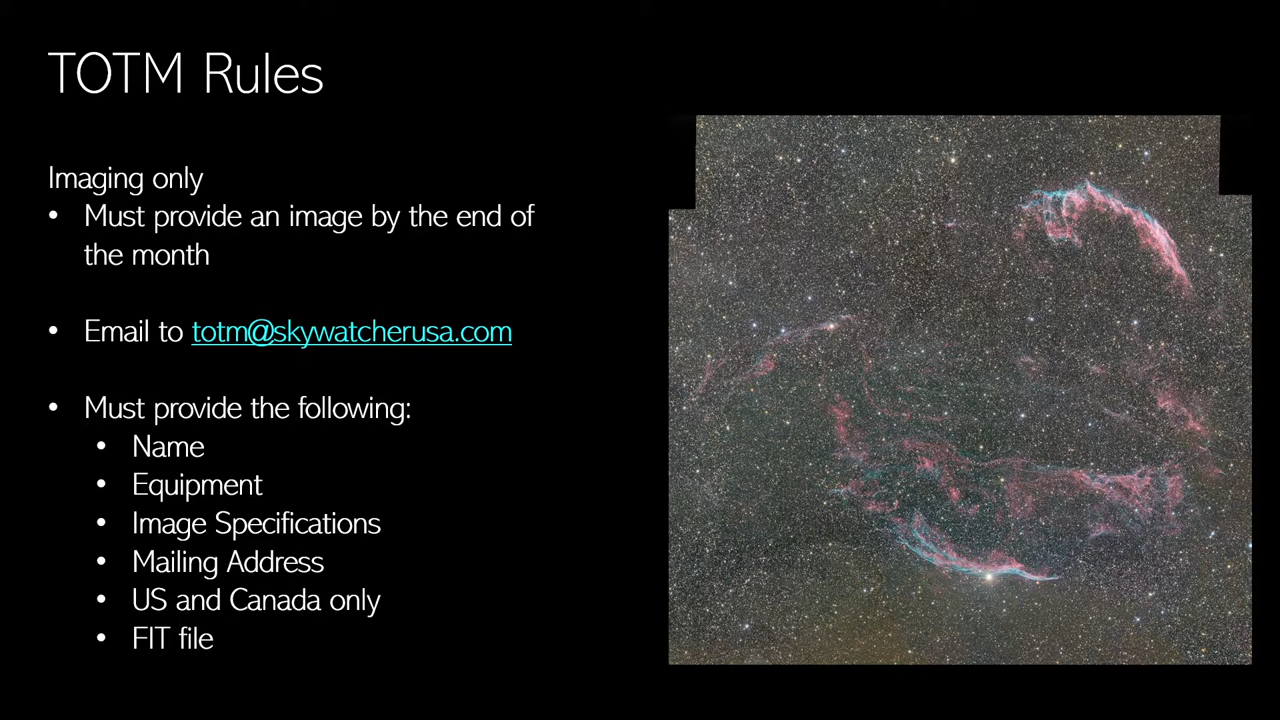 TOTM Rules
Imaging only
• Must provide an image by the end of
the month
• Email to totm@skywatcherusa.com
• Must provide the following:
• Name
• Equipment
• Image Specifications
• Mailing Address
• US and Canada only
• FIT file